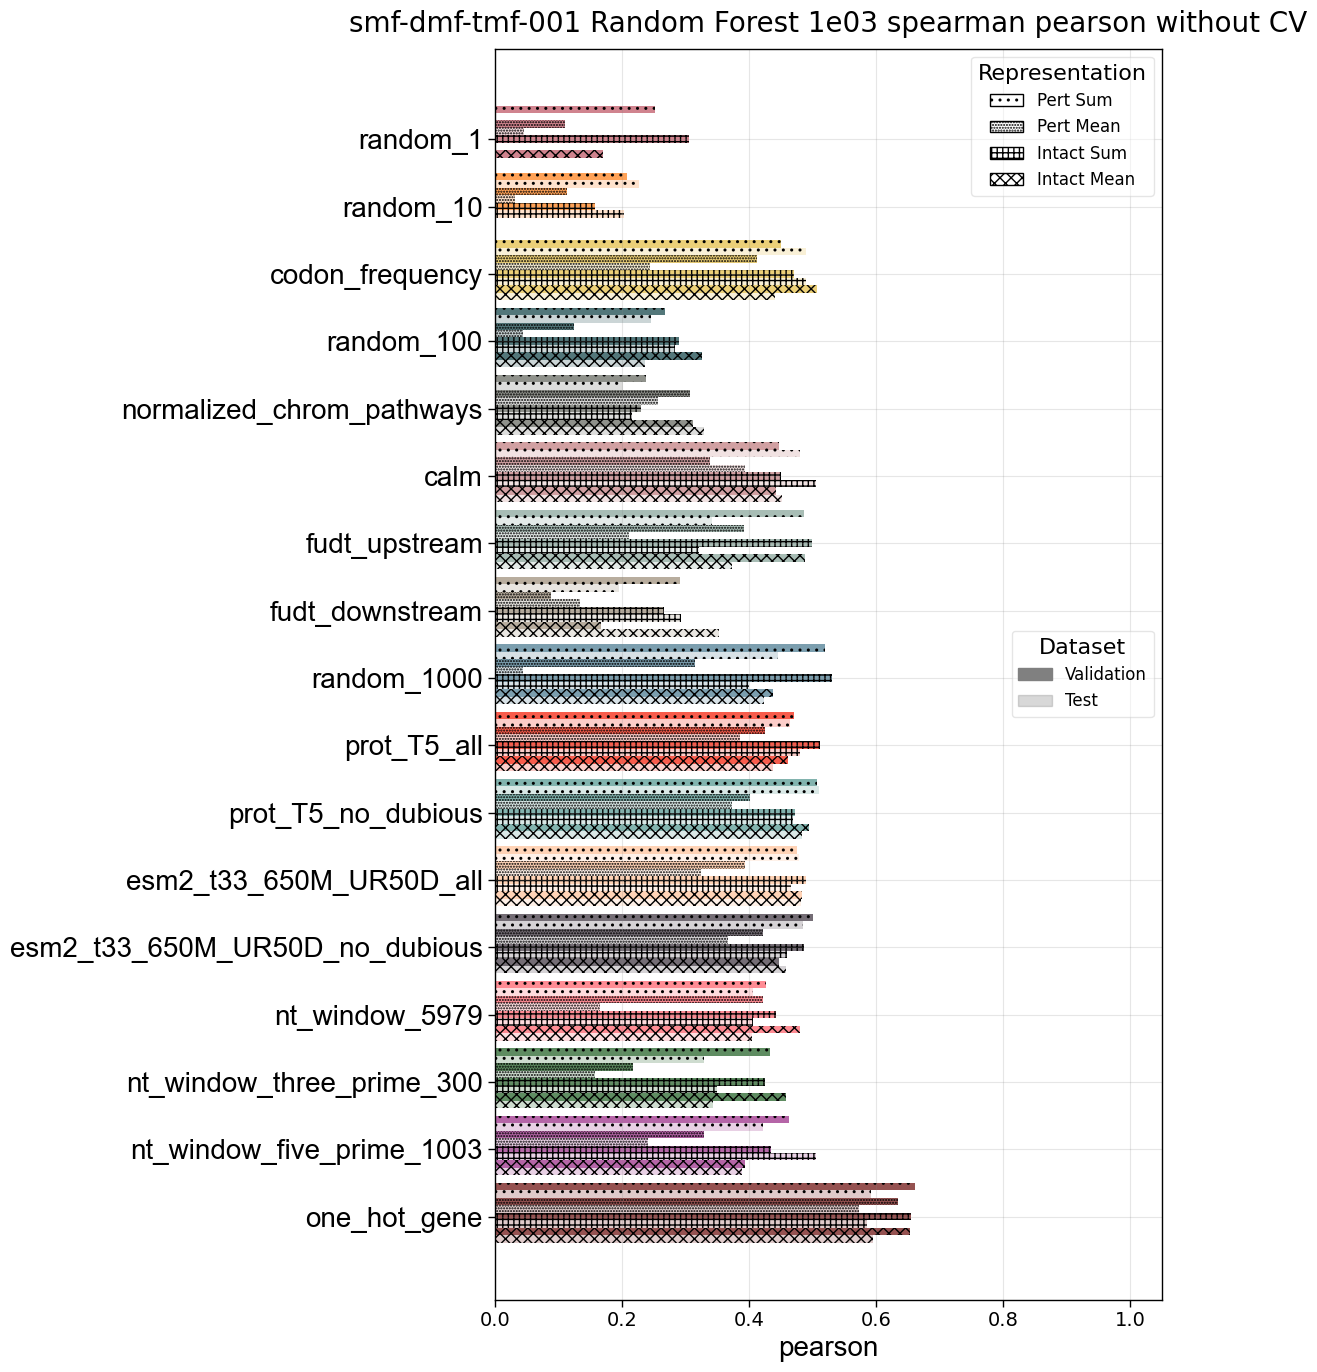 smf-dmf-tmf-001 Random Forest 1e03 spearman pearson without CV
Representation
Pert Sum
Pert Mean
Intact Sum
Intact Mean
random_1
random_10
codon_frequency
random_100
normalized_chrom_pathways
calm
fudt_upstream
fudt_downstream
Dataset
Validation
Test
random_1000
prot_T5_all
prot_T5_no_dubious
esm2_t33_650M_UR50D_all
esm2_t33_650M_UR50D_no_dubious
nt_window_5979
nt_window_three_prime_300
nt_window_five_prime_1003
one_hot_gene
0.0 0.2 0.4 0.6 0.8 1.0
pearson